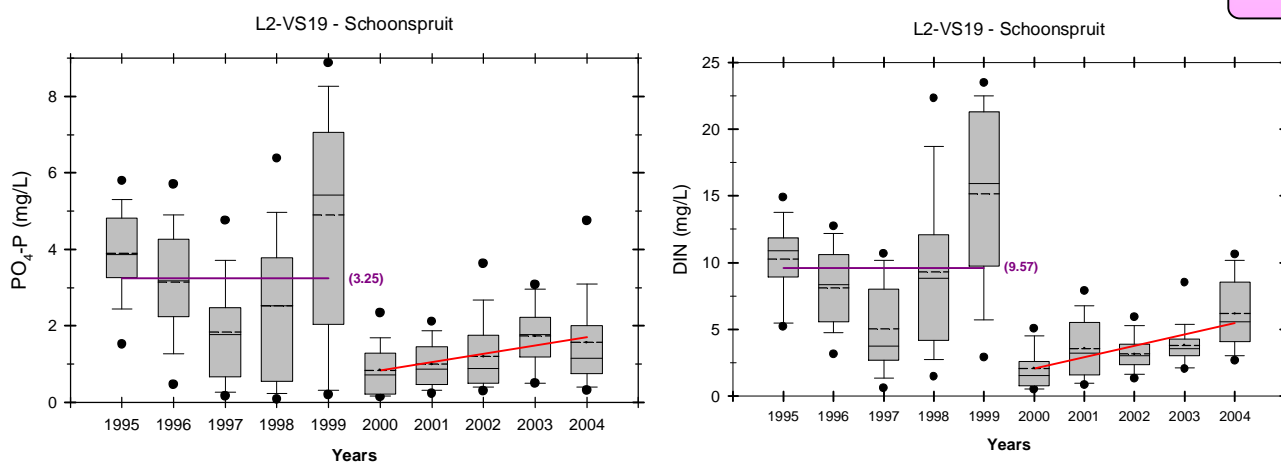 L2-VS19 - Schoonspruit
PO4-P (mg/L)
8
6
4
2
0
(3.25)
1995 1996 1997 1998 1999 2000 2001 2002 2003 2004
Years
L2-VS19 - Schoonspruit
DIN (mg/L)
25
20
15
10
5
0
(9.57)
1995 1996 1997 1998 1999 2000 2001 2002 2003 2004
Years